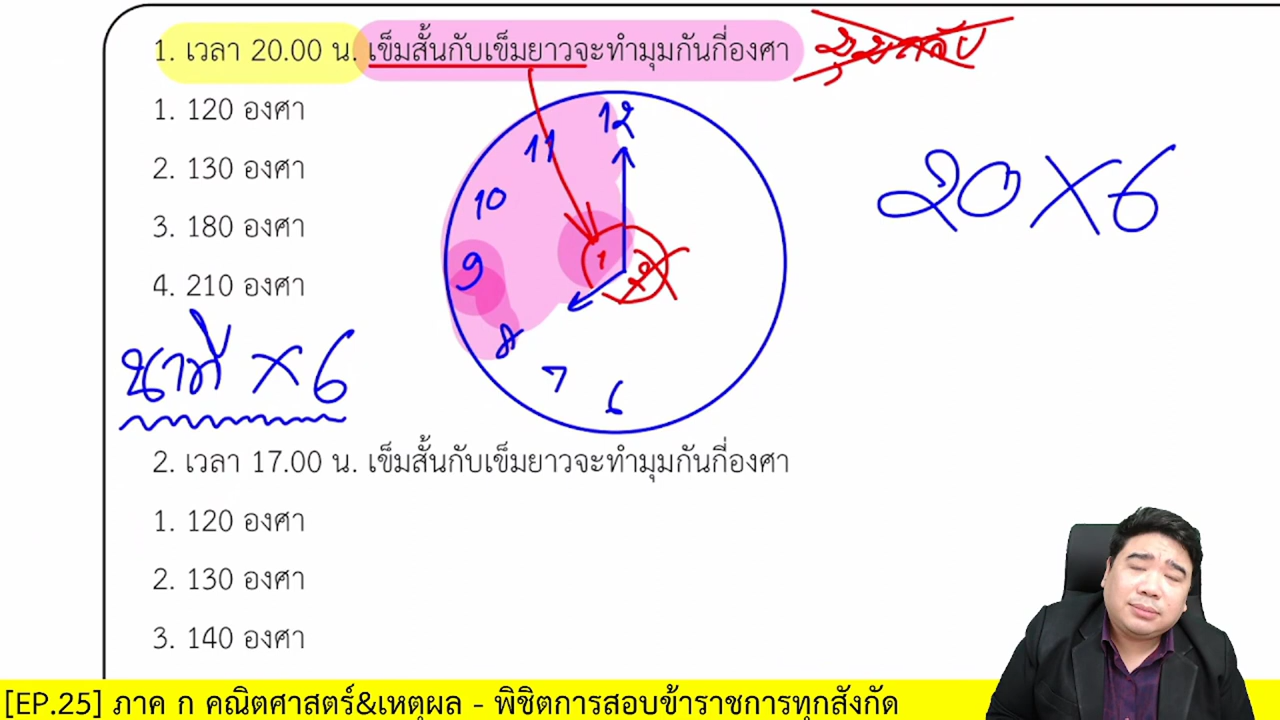 1. เวลา 20.00 น. เข็มสั้นกับเข็มยาวจะทำมุมกันกี่องศา
1. 120 องศา
2. 130 องศา
3. 180 องศา
4. 210 องศา
12
11
10
9
8
7
6
1
2
20 × 6
นาที × 6
2. เวลา 17.00 น. เข็มสั้นกับเข็มยาวจะทำมุมกันกี่องศา
1. 120 องศา
2. 130 องศา
3. 140 องศา
[EP.25] ภาค ก คณิตศาสตร์&เหตุผล - พิชิตการสอบข้าราชการทุกสังกัด